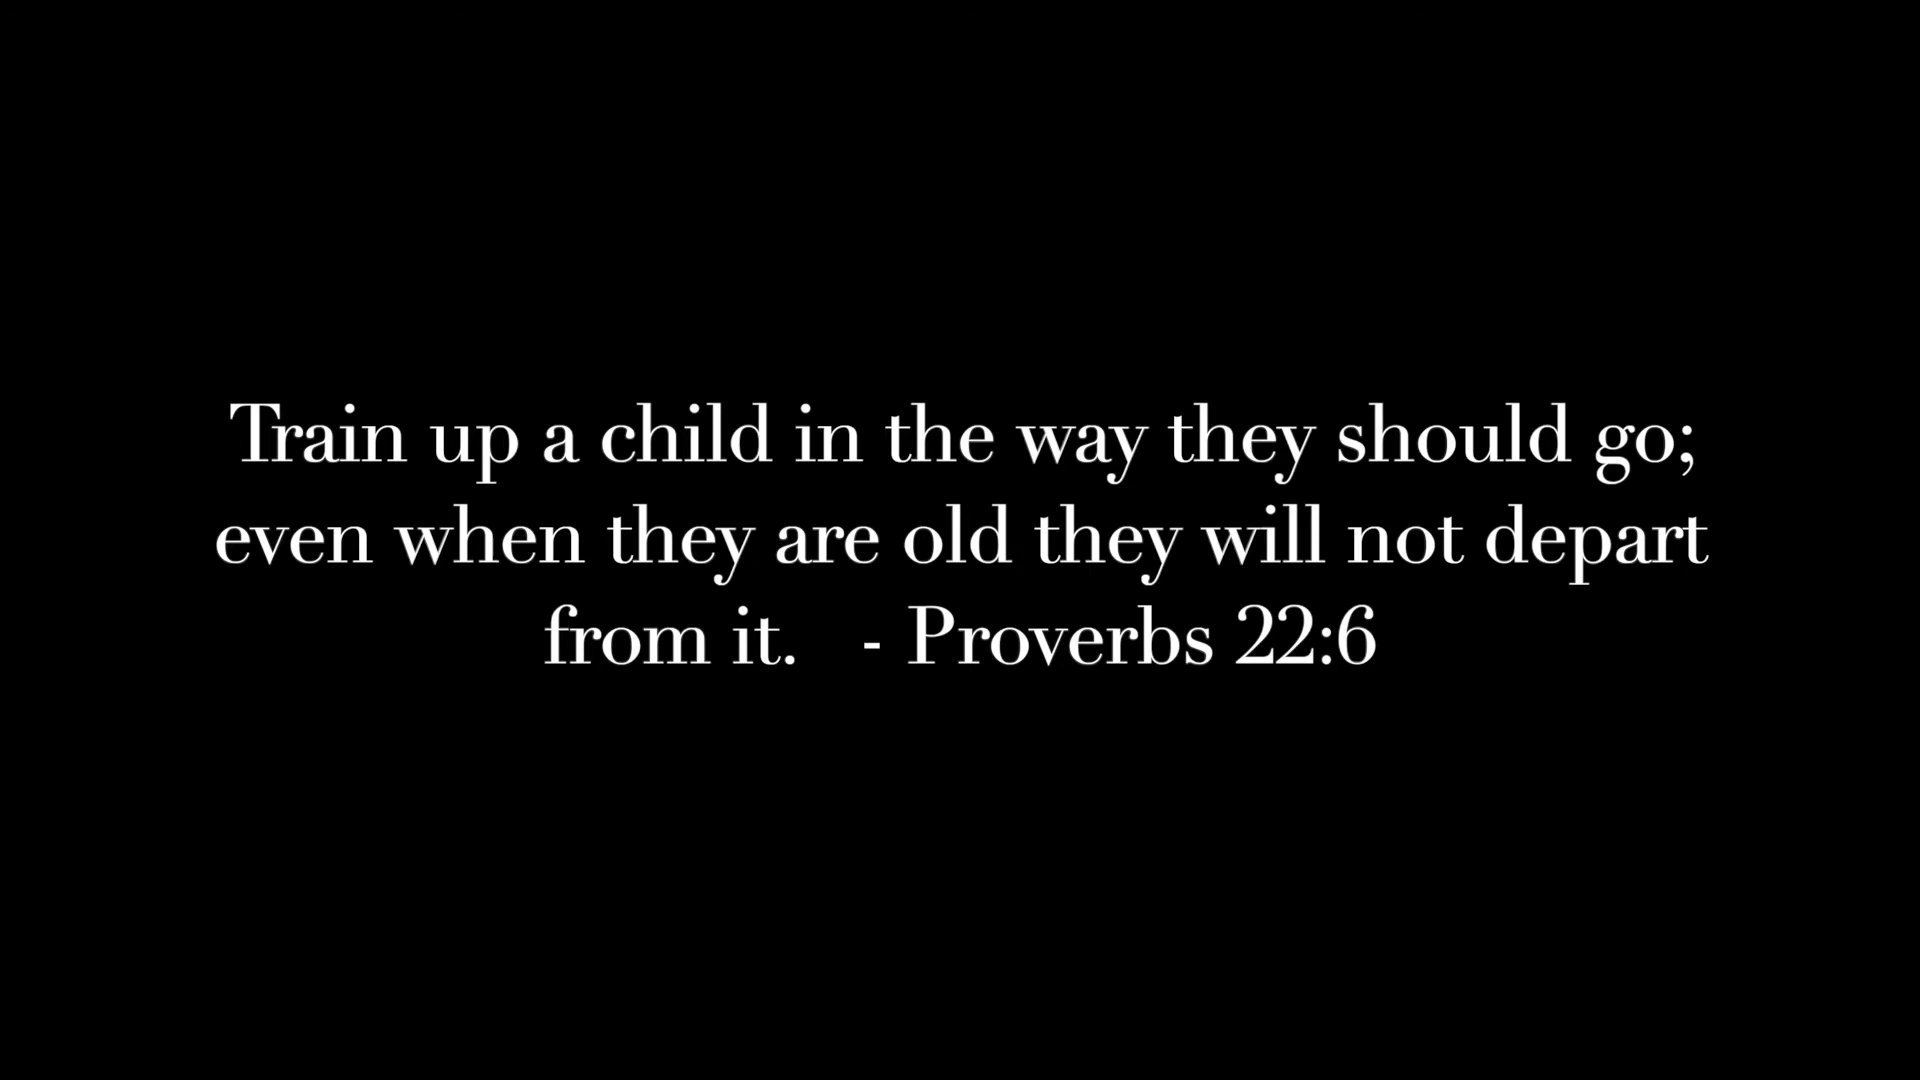 Train up a child in the way they should go;
even when they are old they will not depart
from it.   - Proverbs 22:6